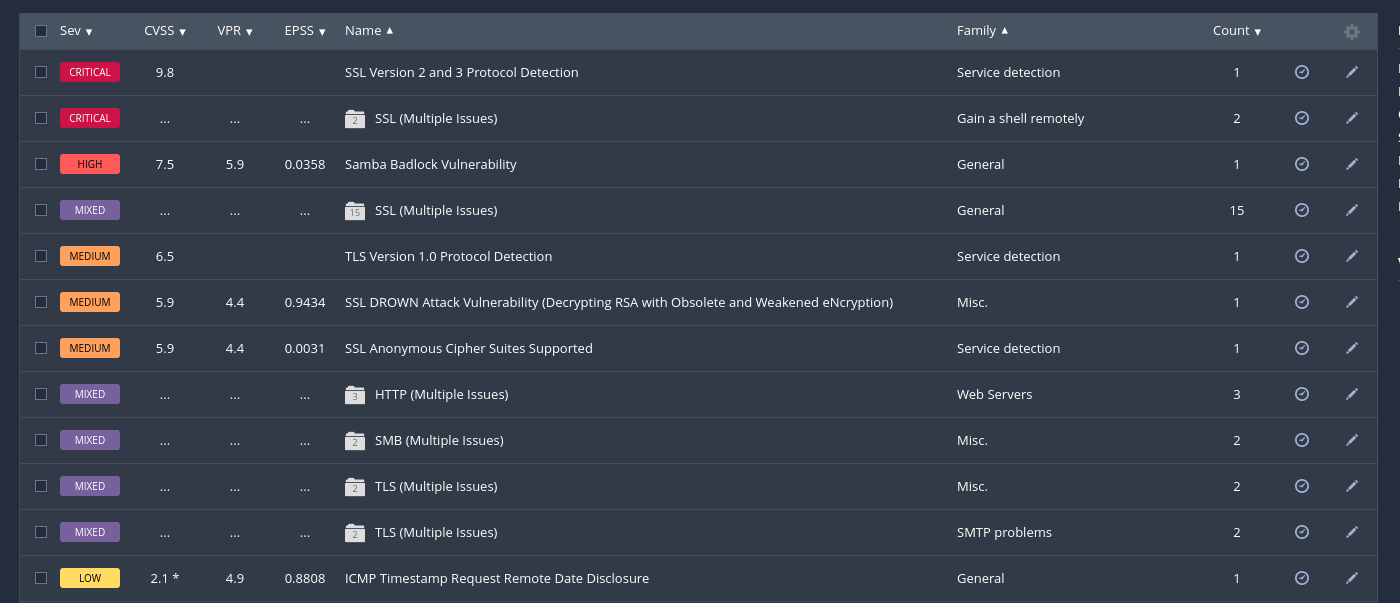 Sev ▼ CVSS ▼ VPR ▼ EPSS ▼ Name ▲ Family ▲ Count ▼
CRITICAL 9.8 SSL Version 2 and 3 Protocol Detection Service detection 1
CRITICAL ... ... ... 2 SSL (Multiple Issues) Gain a shell remotely 2
HIGH 7.5 5.9 0.0358 Samba Badlock Vulnerability General 1
MIXED ... ... ... 15 SSL (Multiple Issues) General 15
MEDIUM 6.5 TLS Version 1.0 Protocol Detection Service detection 1
MEDIUM 5.9 4.4 0.9434 SSL DROWN Attack Vulnerability (Decrypting RSA with Obsolete and Weakened eNcryption) Misc. 1
MEDIUM 5.9 4.4 0.0031 SSL Anonymous Cipher Suites Supported Service detection 1
MIXED ... ... ... 3 HTTP (Multiple Issues) Web Servers 3
MIXED ... ... ... 2 SMB (Multiple Issues) Misc. 2
MIXED ... ... ... 2 TLS (Multiple Issues) Misc. 2
MIXED ... ... ... 2 TLS (Multiple Issues) SMTP problems 2
LOW 2.1 * 4.9 0.8808 ICMP Timestamp Request Remote Date Disclosure General 1